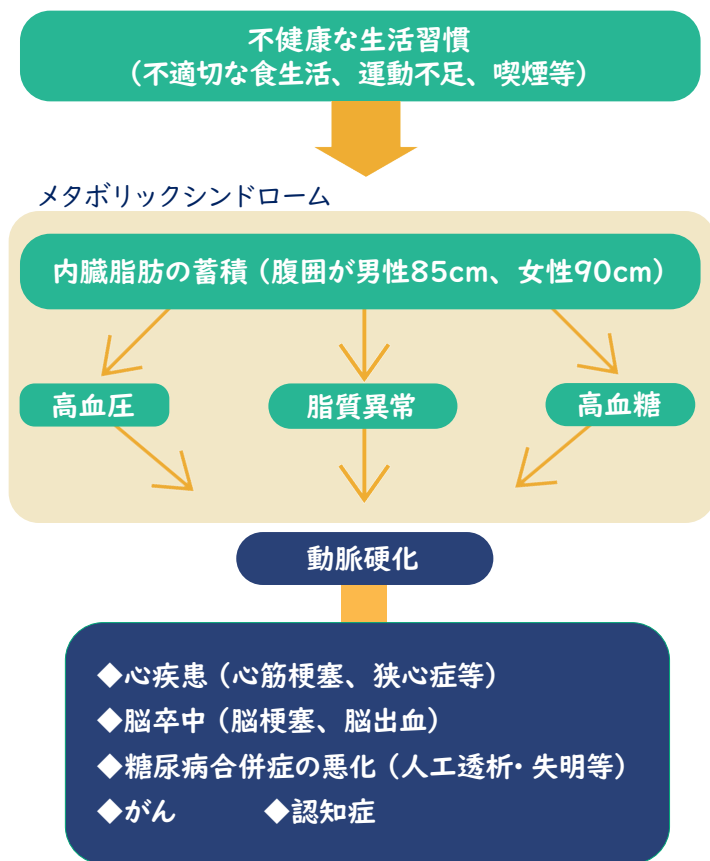 不健康な生活習慣
（不適切な食生活、運動不足、喫煙等）
メタボリックシンドローム
内臓脂肪の蓄積（腹囲が男性85cm、女性90cm）
高血圧
脂質異常
高血糖
動脈硬化
◆心疾患（心筋梗塞、狭心症等）
◆脳卒中（脳梗塞、脳出血）
◆糖尿病合併症の悪化（人工透析・失明等）
◆がん ◆認知症